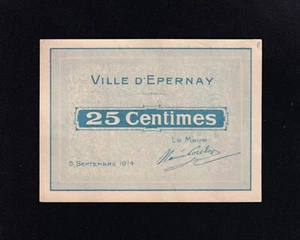 VILLE D'EPERNAY
25 Centimes
Le Maire
5 SEPTEMBRE 1914